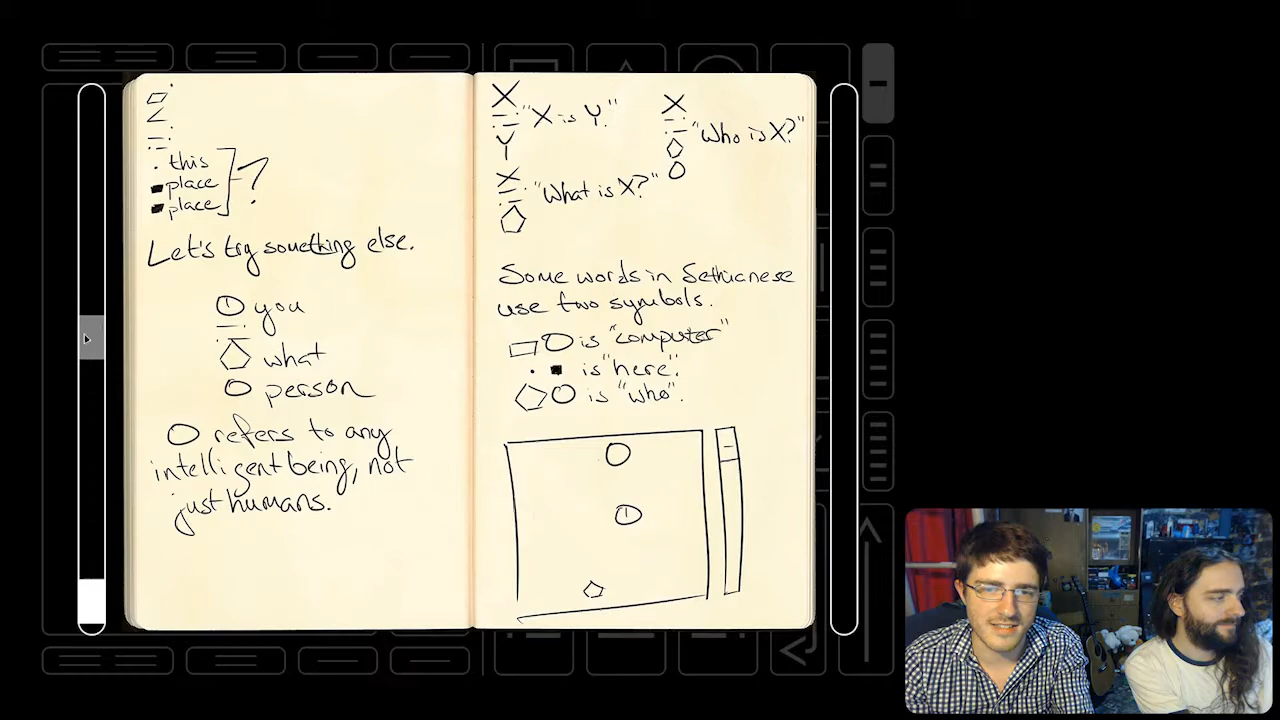 this
place
place
?
Let's try something else.
you
what
person
refers to any
intelligent being, not
just humans.
X
"X is Y."
Y
X
"Who is X?"
X
"What is X?"
Some words in Sethianese
use two symbols.
is "computer"
is "here".
is "who".